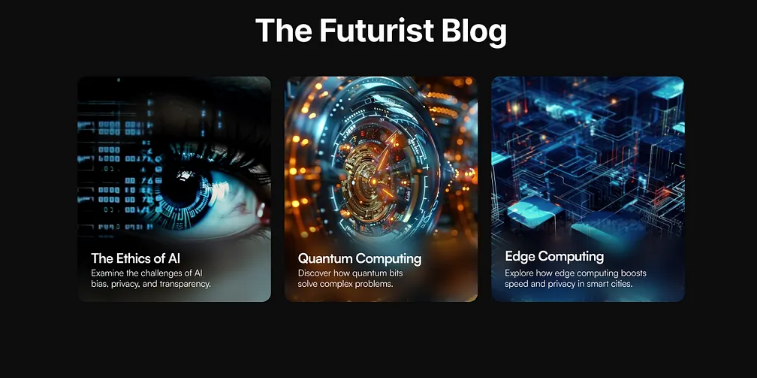 The Futurist Blog
The Ethics of AI
Examine the challenges of AI
bias, privacy, and transparency.
Quantum Computing
Discover how quantum bits
solve complex problems.
Edge Computing
Explore how edge computing boosts
speed and privacy in smart cities.